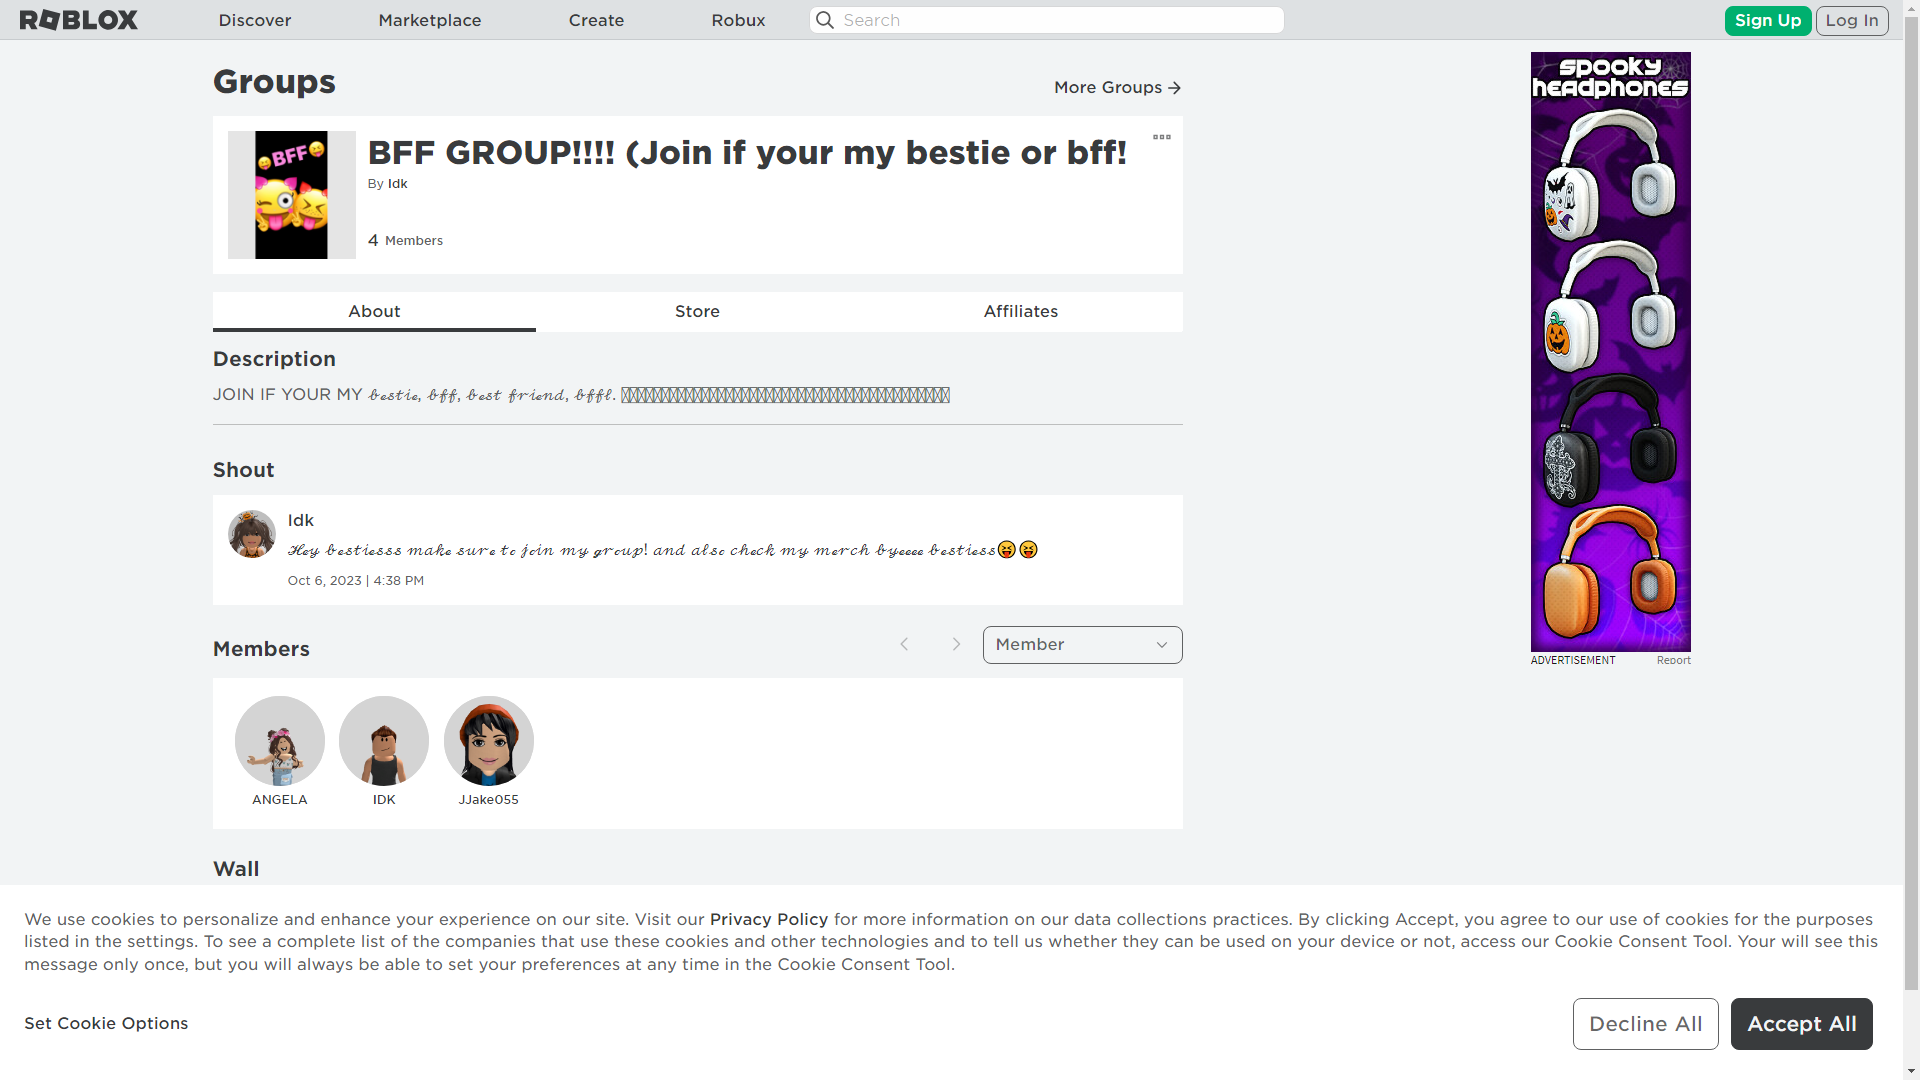 ROBLOX
Discover
Marketplace
Create
Robux
Search
Sign Up
Log In
Groups
More Groups
BFF
BFF GROUP!!!! (Join if your my bestie or bff!
By Idk
4 Members
About
Store
Affiliates
Description
JOIN IF YOUR MY 𝓫𝓮𝓼𝓽𝓲𝓮, 𝓫𝓯𝓯, 𝓫𝓮𝓼𝓽 𝓯𝓻𝓲𝓮𝓷𝓭, 𝓫𝓯𝓯𝓵.
Shout
Idk
𝓗𝓮𝔂 𝓫𝓮𝓼𝓽𝓲𝓮𝓼𝓼𝓼 𝓶𝓪𝓴𝓮 𝓼𝓾𝓻𝓮 𝓽𝓸 𝓳𝓸𝓲𝓷 𝓶𝔂 𝓰𝓻𝓸𝓾𝓹! 𝓪𝓷𝓭 𝓪𝓵𝓼𝓸 𝓬𝓱𝓮𝓬𝓴 𝓶𝔂 𝓶𝓮𝓻𝓬𝓱 𝓫𝔂𝓮𝓮𝓮𝓮 𝓫𝓮𝓼𝓽𝓲𝓮𝓼𝓼😝😝
Oct 6, 2023 | 4:38 PM
Members
Member
ANGELA
IDK
JJake055
Wall
spooky
headphones
ADVERTISEMENT
Report
We use cookies to personalize and enhance your experience on our site. Visit our Privacy Policy for more information on our data collections practices. By clicking Accept, you agree to our use of cookies for the purposes
listed in the settings. To see a complete list of the companies that use these cookies and other technologies and to tell us whether they can be used on your device or not, access our Cookie Consent Tool. Your will see this
message only once, but you will always be able to set your preferences at any time in the Cookie Consent Tool.
Set Cookie Options
Decline All
Accept All